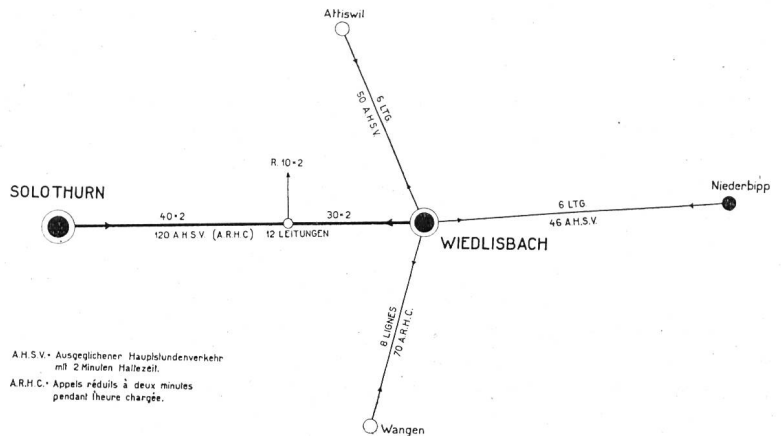 Attiswil
6 LTG
50 A.H.S.V.
R. 10·2
SOLOTHURN
40·2
30·2
120 A.H.S.V. (A.R.H.C.) 12 LEITUNGEN
WIEDLISBACH
Niederbipp
6 LTG
46 A.H.S.V.
8 LIGNES
70 A.R.H.C.
A.H.S.V. · Ausgeglichener Hauptstundenverkehr
mit 2 Minuten Haltezeit.
A.R.H.C. · Appels réduits à deux minutes
pendant l'heure chargée.
Wangen